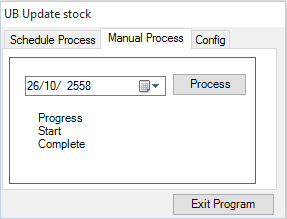 UB Update stock
Schedule Process Manual Process Config
26/10/ 2558 Process
Progress
Start
Complete
Exit Program